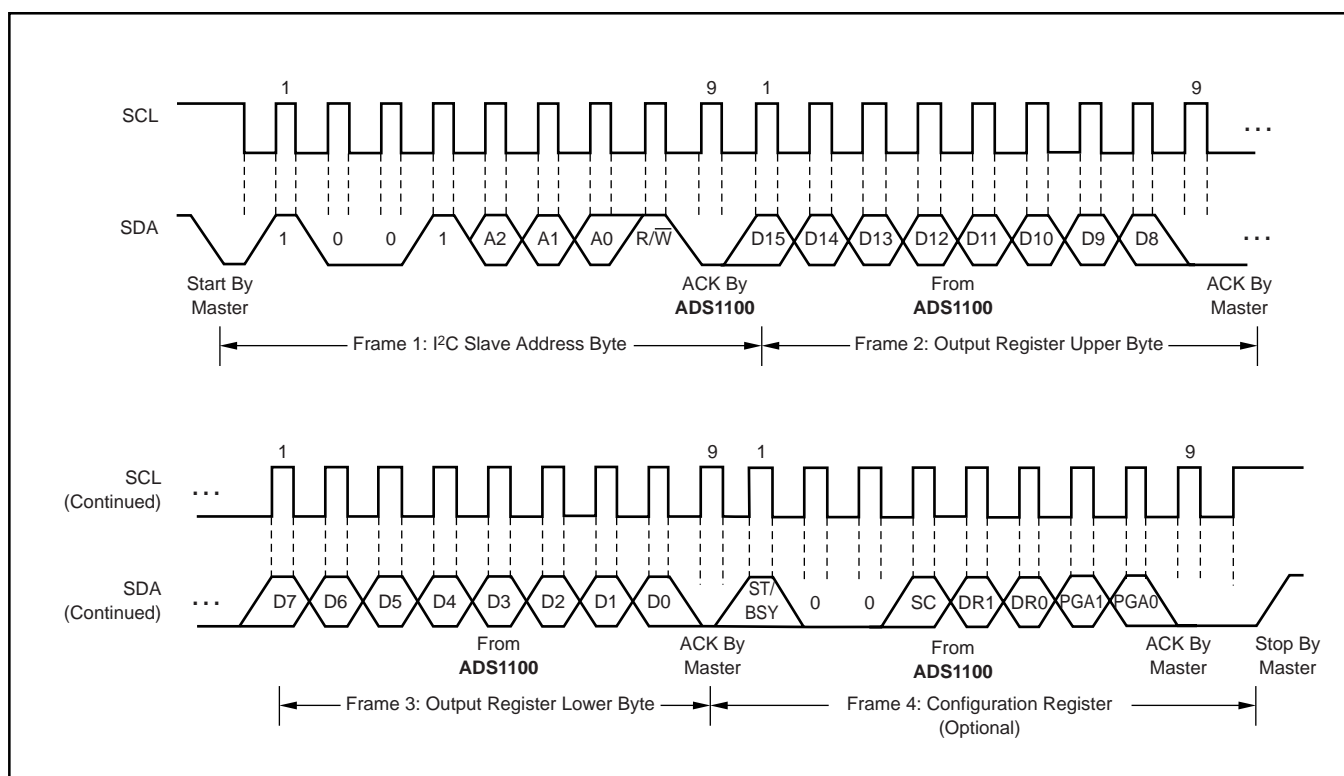 1 9 1 9
SCL ...
SDA 1 0 0 1 A2 A1 A0 R/W̅ D15 D14 D13 D12 D11 D10 D9 D8 ...
Start By Master
ACK By ADS1100
From ADS1100
ACK By Master
Frame 1: I²C Slave Address Byte
Frame 2: Output Register Upper Byte
1 9 1 9
SCL (Continued) ...
SDA (Continued) ... D7 D6 D5 D4 D3 D2 D1 D0 ST/BSY 0 0 SC DR1 DR0 PGA1 PGA0
From ADS1100
ACK By Master
From ADS1100
ACK By Master
Stop By Master
Frame 3: Output Register Lower Byte
Frame 4: Configuration Register
(Optional)